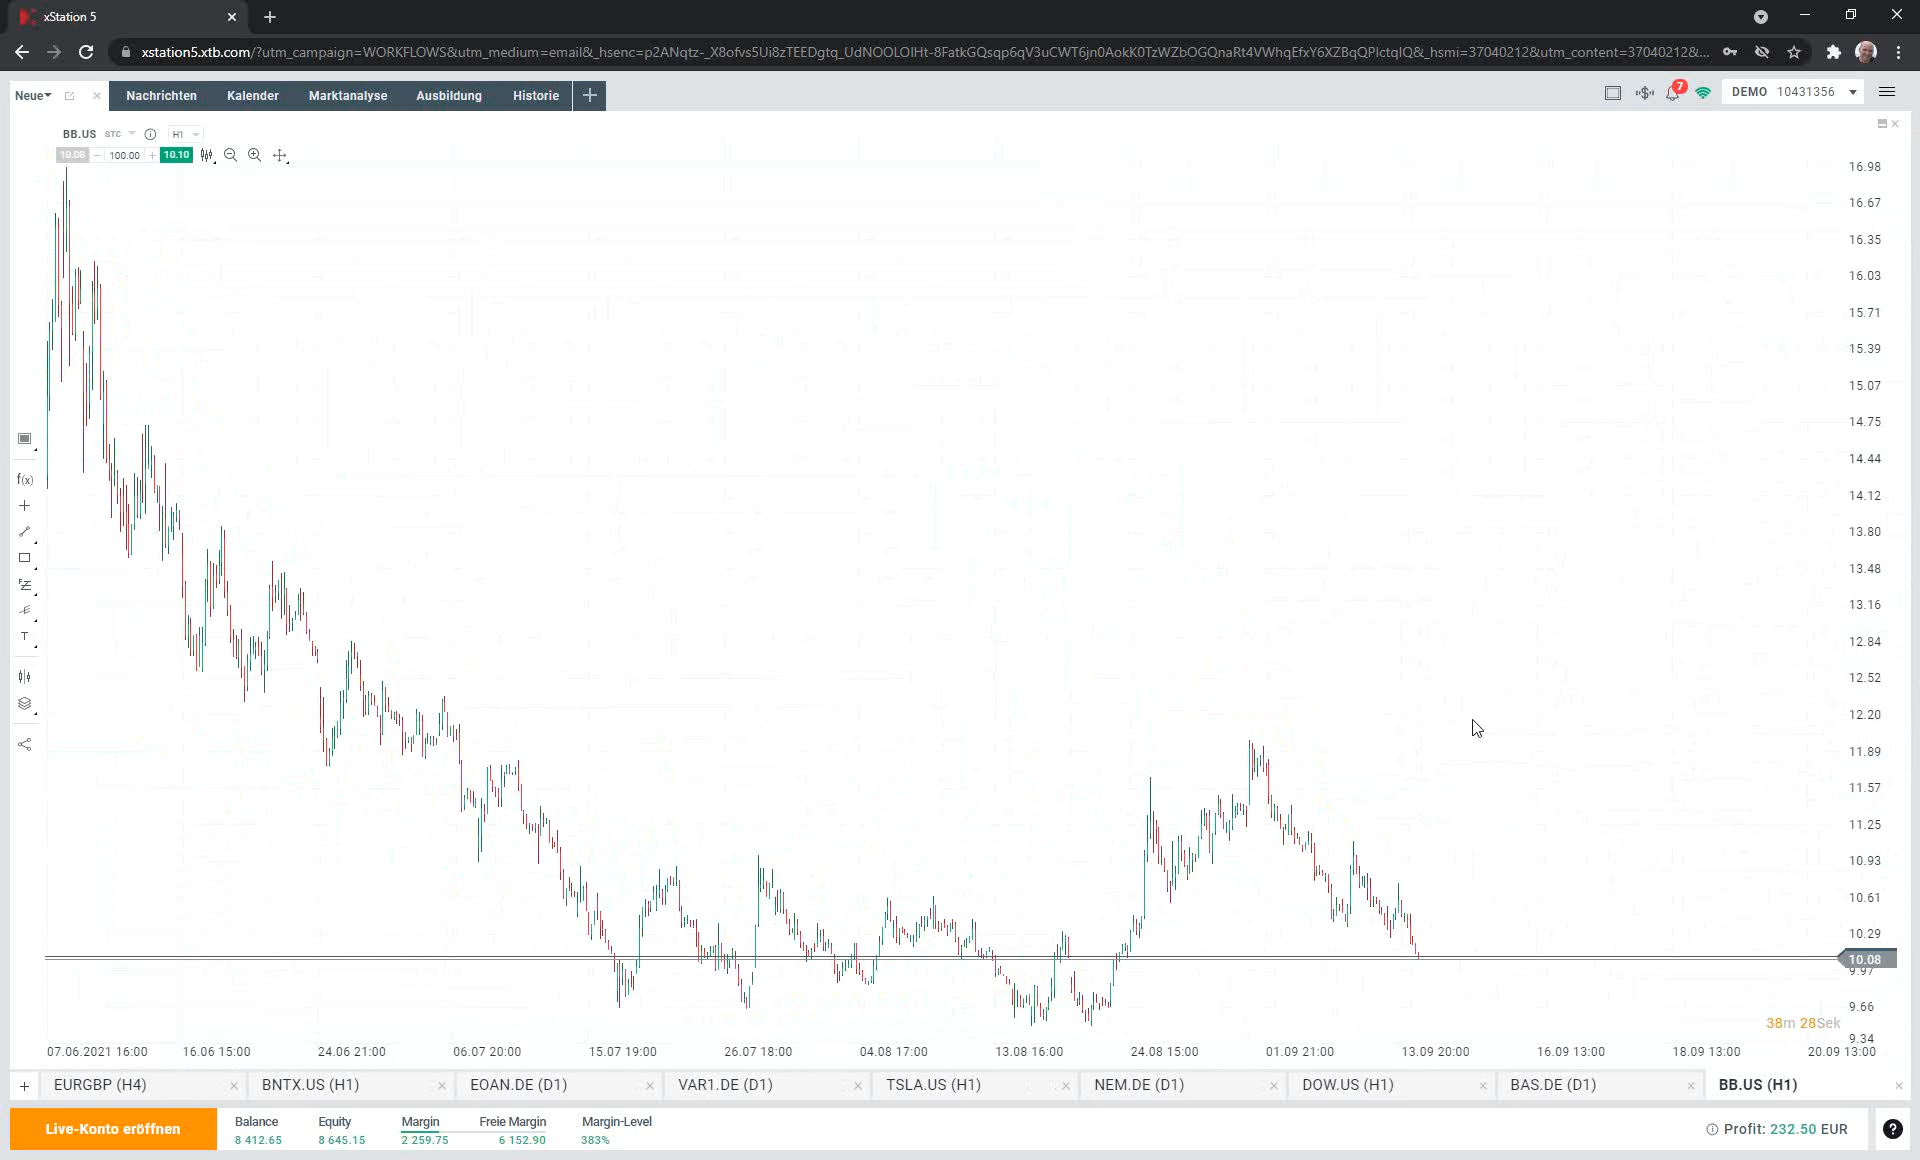 xStation 5
xstation5.xtb.com/?utm_campaign=WORKFLOWS&utm_medium=email&_hsenc=p2ANqtz-_X8ofvs5Ui8zTEEDgtq_UdNOOLOIHt-8FatkGQsqp6qV3uCWT6jn0AokK0TzWZbOGQnaRt4VWhqEfxY6XZBqQPlctqIQ&_hsmi=37040212&utm_content=37040212&...
Neue Nachrichten Kalender Marktanalyse Ausbildung Historie 7 DEMO 10431356
BB.US STC H1
10.08 100.00 10.10
16.98
16.67
16.35
16.03
15.71
15.39
15.07
14.75
14.44
14.12
13.80
13.48
13.16
12.84
12.52
12.20
11.89
11.57
11.25
10.93
10.61
10.29
10.08
9.97
9.66
9.34
f(x)
T
38m 28Sek
07.06.2021 16:00 16.06 15:00 24.06 21:00 06.07 20:00 15.07 19:00 26.07 18:00 04.08 17:00 13.08 16:00 24.08 15:00 01.09 21:00 13.09 20:00 16.09 13:00 18.09 13:00 20.09 13:00
EURGBP (H4) BNTX.US (H1) EOAN.DE (D1) VAR1.DE (D1) TSLA.US (H1) NEM.DE (D1) DOW.US (H1) BAS.DE (D1) BB.US (H1)
Live-Konto eröffnen
Balance Equity Margin Freie Margin Margin-Level
8 412.65 8 645.15 2 259.75 6 152.90 383%
Profit: 232.50 EUR